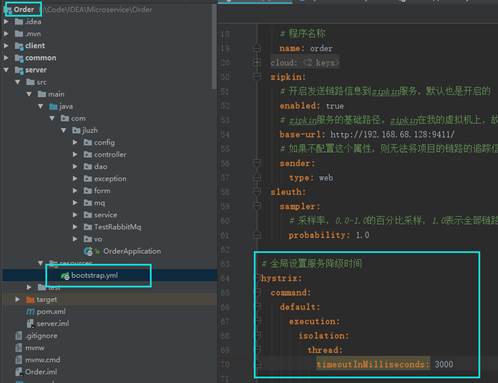 Order
\Code\IDEA\Microservice\Order
.idea
.mvn
client
common
server
src
main
java
com
jiuzh
config
controller
dao
exception
form
mq
service
TestRabbitMq
vo
OrderApplication
resources
bootstrap.yml
test
target
pom.xml
server.iml
.gitignore
mvnw
mvnw.cmd
Order.iml
18
# 程序名称
19
name: order
20
cloud: <2 keys>
50
zipkin:
51
# 开启发送链路信息到zipkin服务，默认也是开启的
52
enabled: true
53
# zipkin服务的基础路径，zipkin在我的虚拟机上，故
54
base-url: http://192.168.68.128:9411/
55
# 如果不配置这个属性，则无法将项目的链路的追踪信
56
sender:
57
type: web
58
sleuth:
59
sampler:
60
# 采样率，0.0-1.0的百分比采样，1.0表示全部链路
61
probability: 1.0
62
63
# 全局设置服务降级时间
64
hystrix:
65
command:
66
default:
67
execution:
68
isolation:
69
thread:
70
timeoutInMilliseconds: 3000